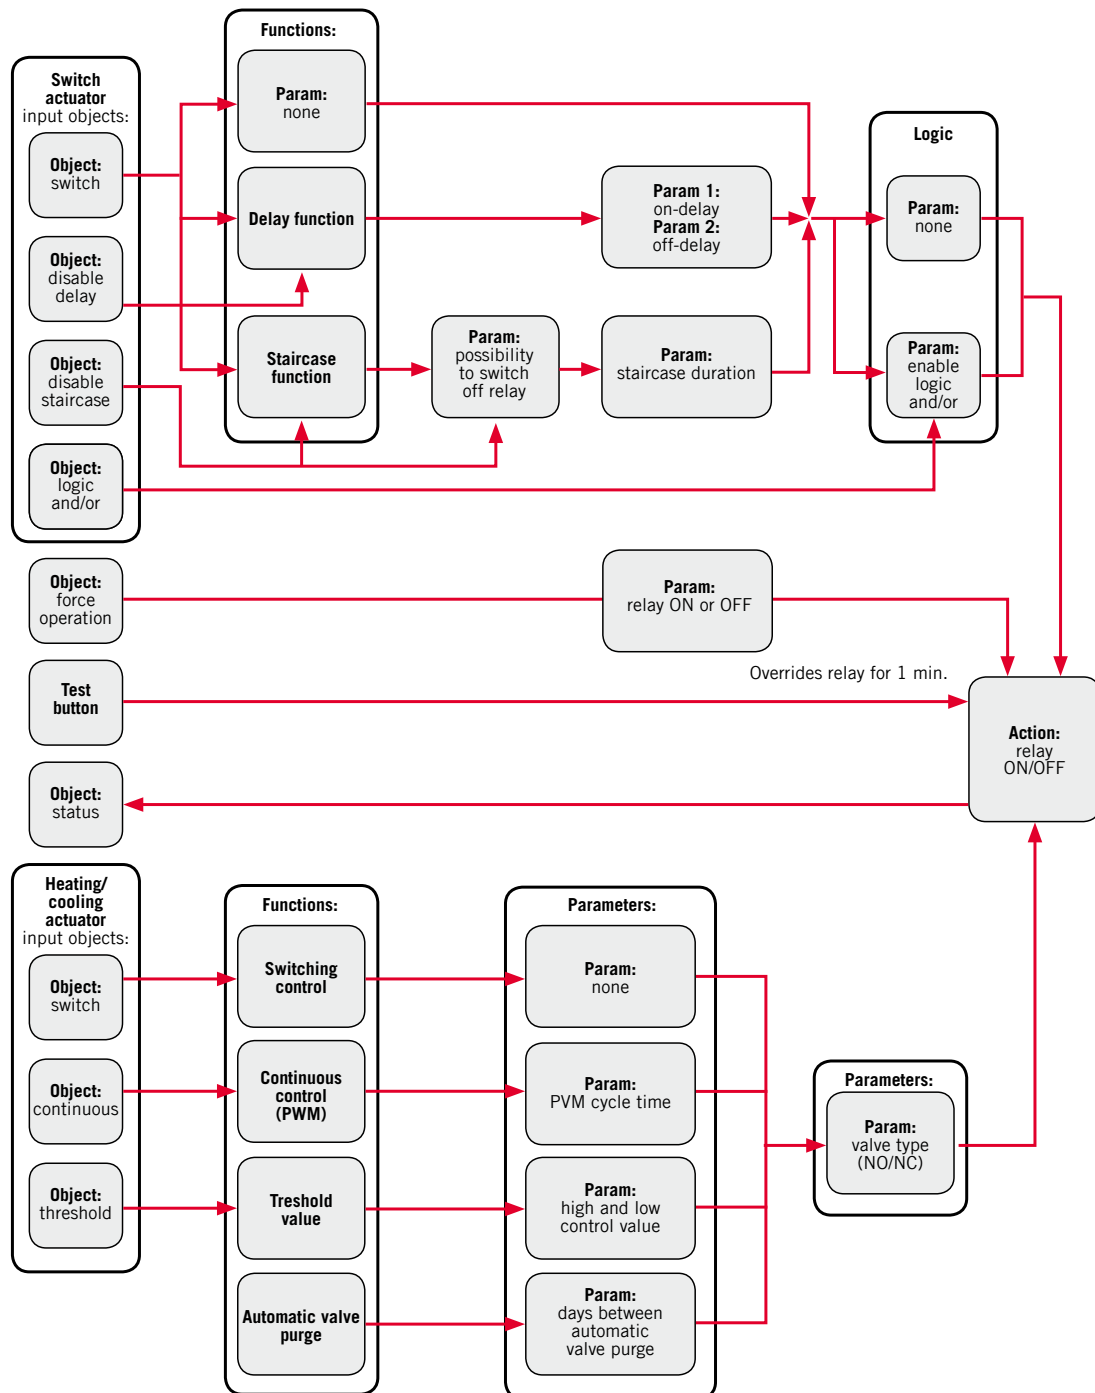 Switch
actuator
input objects:
Object:
switch
Object:
disable
delay
Object:
disable
staircase
Object:
logic
and/or
Functions:
Param:
none
Delay function
Staircase
function
Param:
possibility
to switch
off relay
Param 1:
on-delay
Param 2:
off-delay
Param:
staircase duration
Logic
Param:
none
Param:
enable
logic
and/or
Object:
force
operation
Param:
relay ON or OFF
Test
button
Overrides relay for 1 min.
Action:
relay
ON/OFF
Object:
status
Heating/
cooling
actuator
input objects:
Object:
switch
Object:
continuous
Object:
threshold
Functions:
Switching
control
Continuous
control
(PWM)
Treshold
value
Automatic valve
purge
Parameters:
Param:
none
Param:
PVM cycle time
Param:
high and low
control value
Param:
days between
automatic
valve purge
Parameters:
Param:
valve type
(NO/NC)